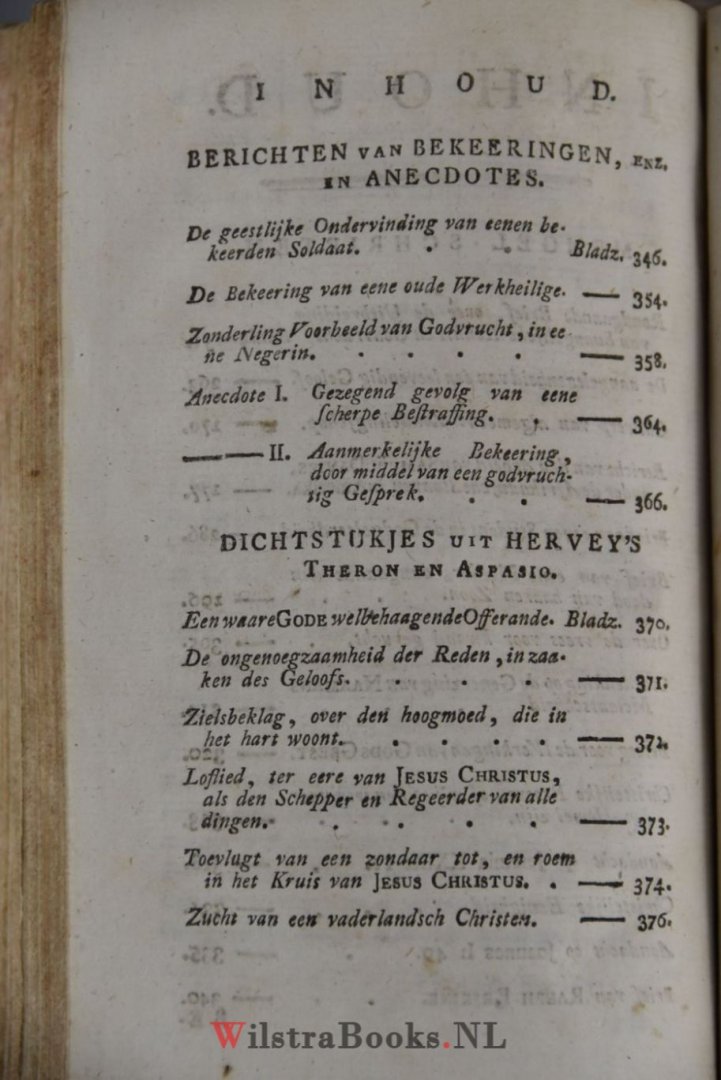 INHOUD.
BERICHTEN VAN BEKEERINGEN, ENZ.
EN ANECDOTES.
De geestlijke Ondervinding van eenen be-
keerden Soldaat. . . Bladz. 346.
De Bekeering van eene oude Werkheilige. — 354.
Zonderling Voorbeeld van Godvrucht, in ee-
ne Negerin. . . . . — 358.
Anecdote I. Gezegend gevolg van eene
ſcherpe Beſtraffing. . — 364.
—— II. Aanmerkelijke Bekeering,
door middel van een godvruch-
tig Geſprek. . . — 366.
DICHTSTUKJES UIT HERVEY'S
THERON EN ASPASIO.
Een waare GODE welbehaagende Offerande. Bladz. 370.
De ongenoegzaamheid der Reden, in zaa-
ken des Geloofs. . . . . — 371.
Zielsbeklag, over den hoogmoed, die in
het hart woont. . . . . — 372.
Loflied, ter eere van JESUS CHRISTUS,
als den Schepper en Regeerder van alle
dingen. . . . . — 373.
Toevlugt van een zondaar tot, en roem
in het Kruis van JESUS CHRISTUS. . — 374.
Zucht van een vaderlandsch Christen. — 376.
WilstraBooks.NL